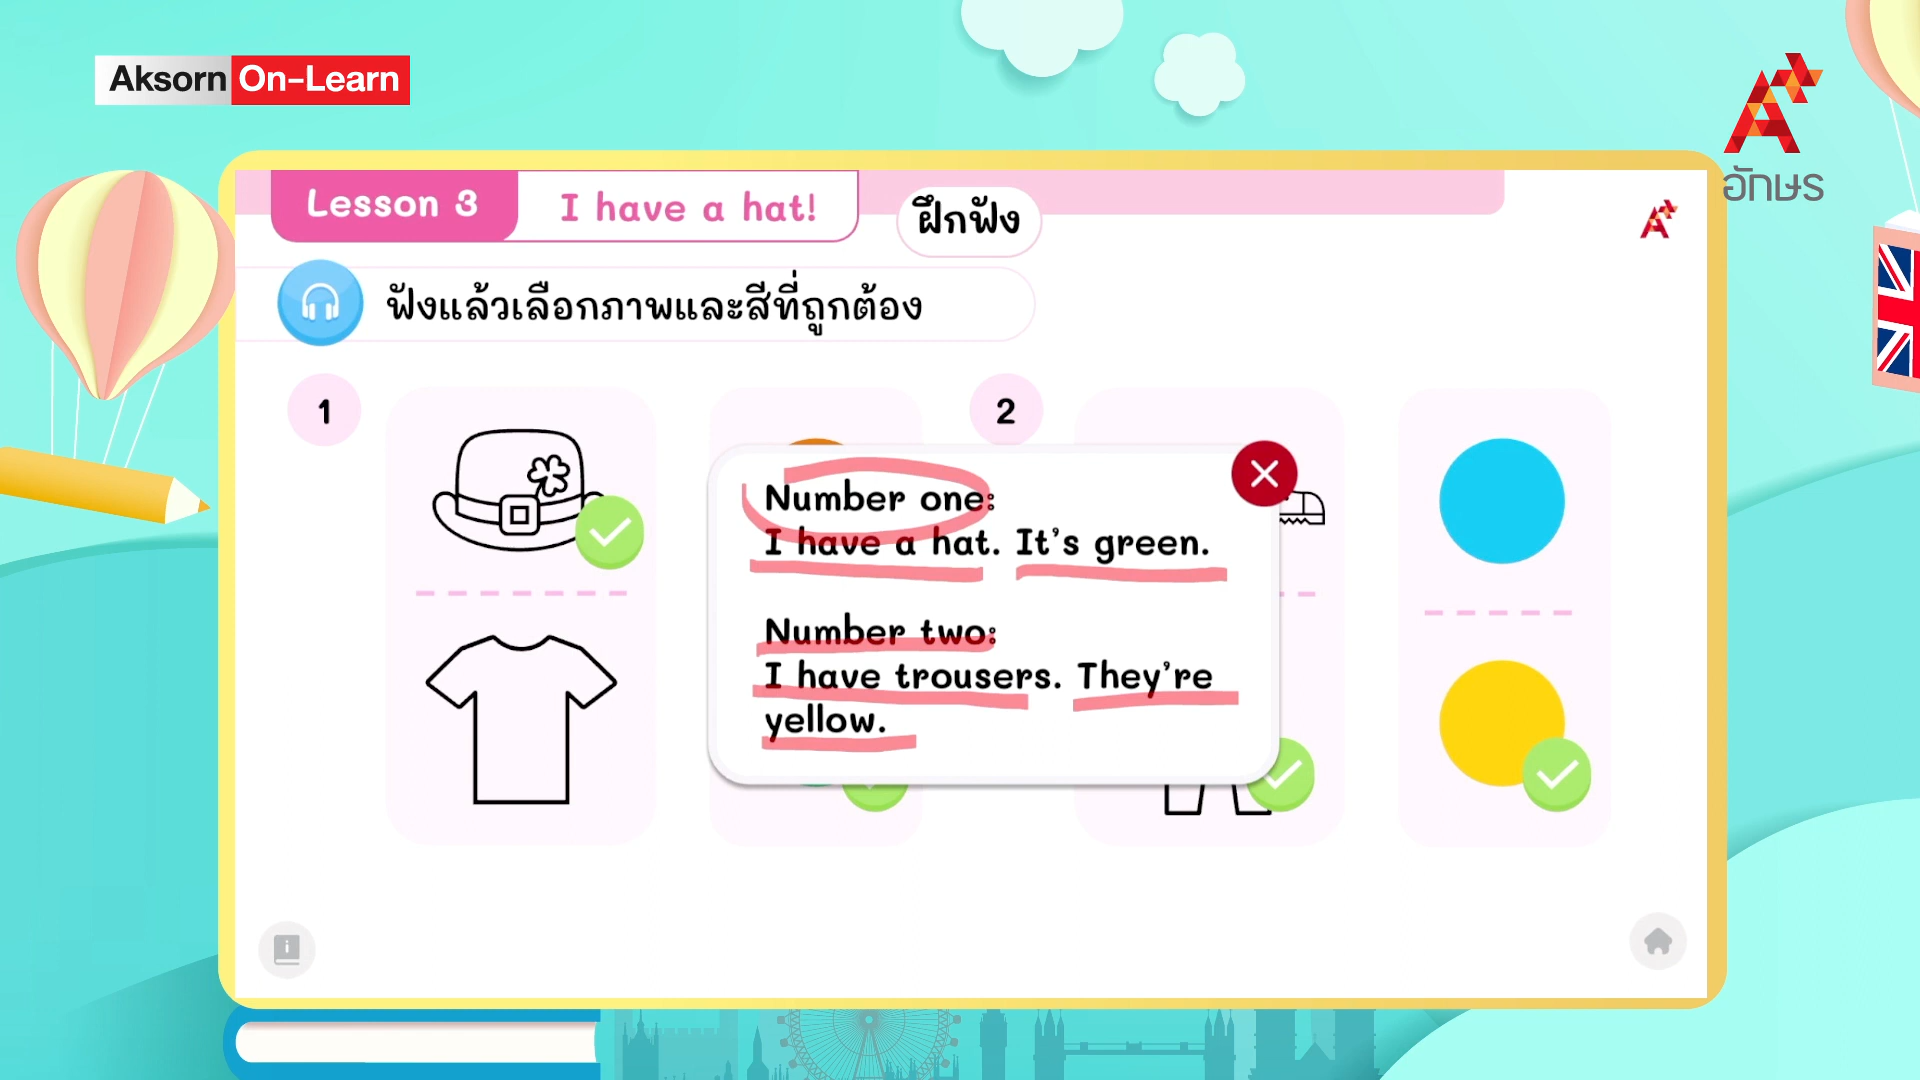 Aksorn On-Learn
อักษร
Lesson 3
I have a hat!
ฝึกฟัง
ฟังแล้วเลือกภาพและสีที่ถูกต้อง
1
2
Number one:
I have a hat. It's green.
Number two:
I have trousers. They're
yellow.